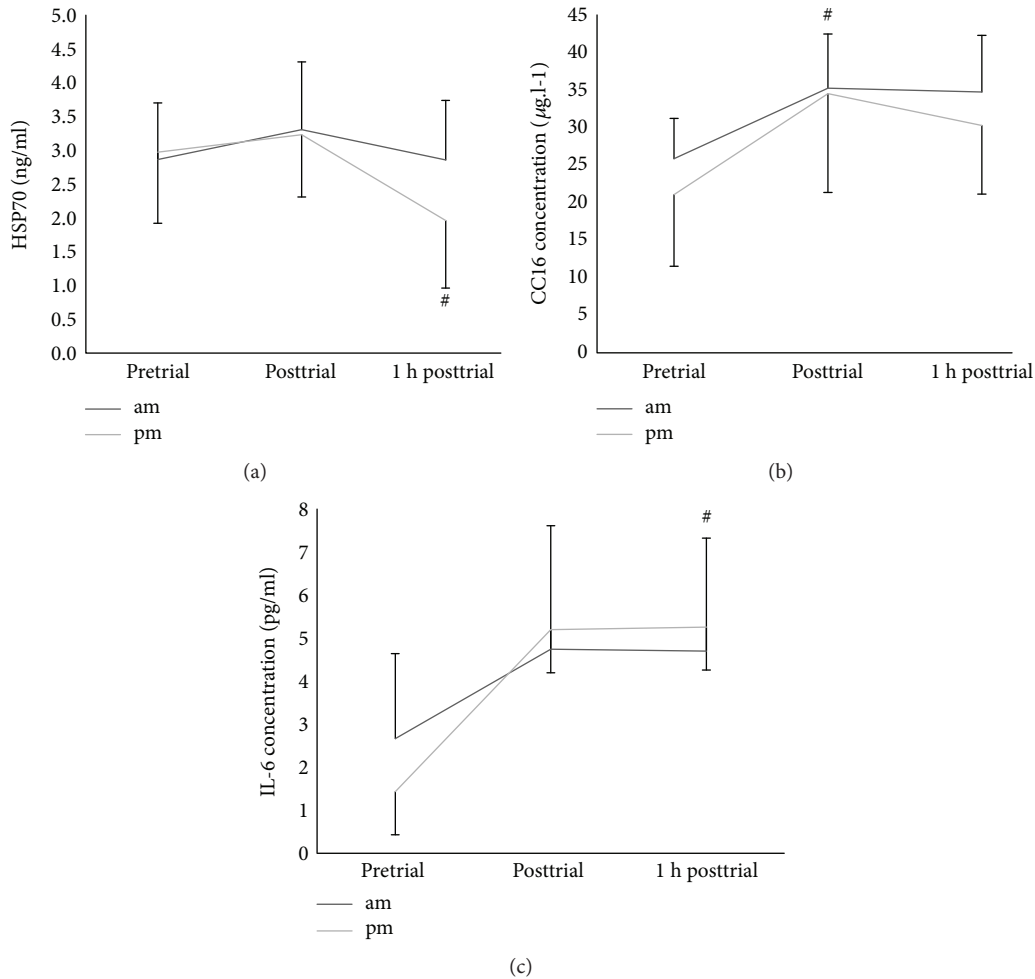 HSP70 (ng/ml)
5.0
4.5
4.0
3.5
3.0
2.5
2.0
1.5
1.0
0.5
0.0
#
Pretrial Posttrial 1 h posttrial
am
pm
(a)
CC16 concentration (µg.l-1)
45
40
35
30
25
20
15
10
5
0
#
Pretrial Posttrial 1 h posttrial
am
pm
(b)
IL-6 concentration (pg/ml)
8
7
6
5
4
3
2
1
0
#
Pretrial Posttrial 1 h posttrial
am
pm
(c)